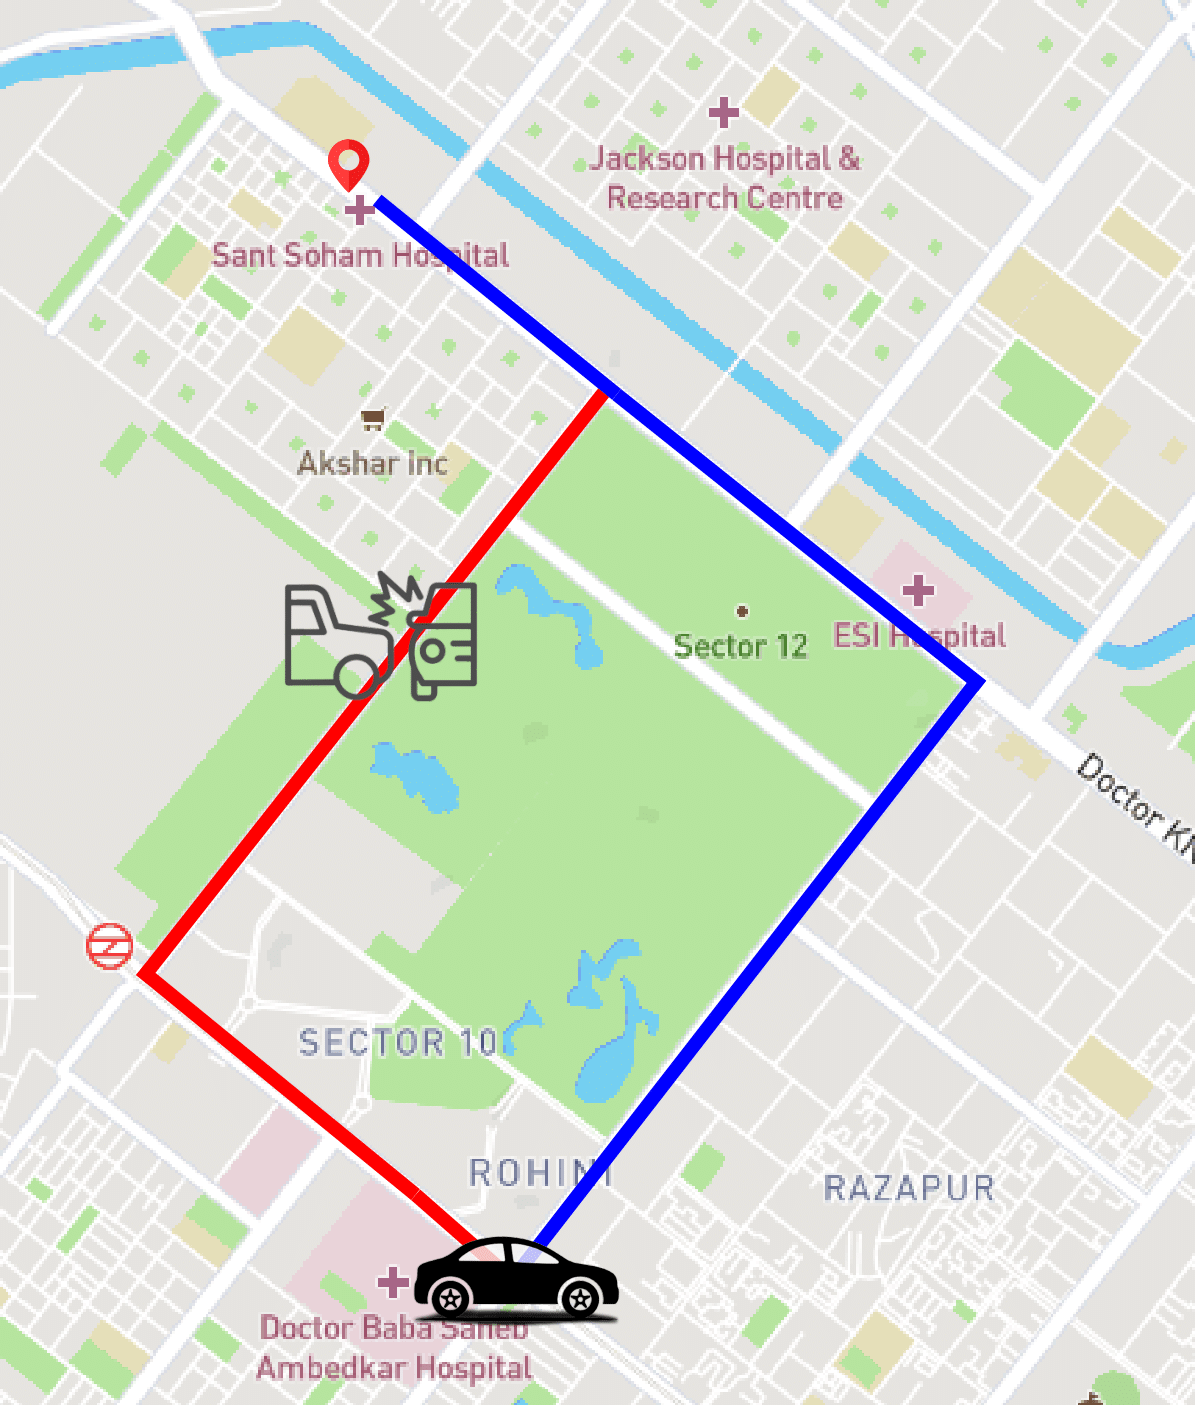 Jackson Hospital &
Research Centre
Sant Soham Hospital
Akshar inc
Sector 12
ESI Hospital
Doctor KN
SECTOR 10
ROHINI
RAZAPUR
Doctor Baba Saheb
Ambedkar Hospital